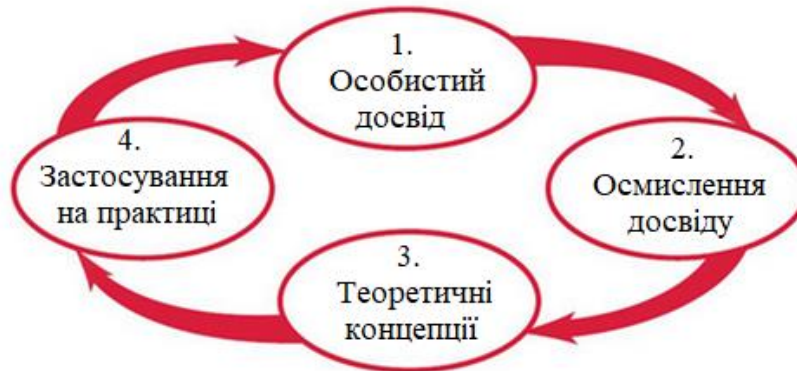 1.
Особистий
досвід
2.
Осмислення
досвіду
3.
Теоретичні
концепції
4.
Застосування
на практиці